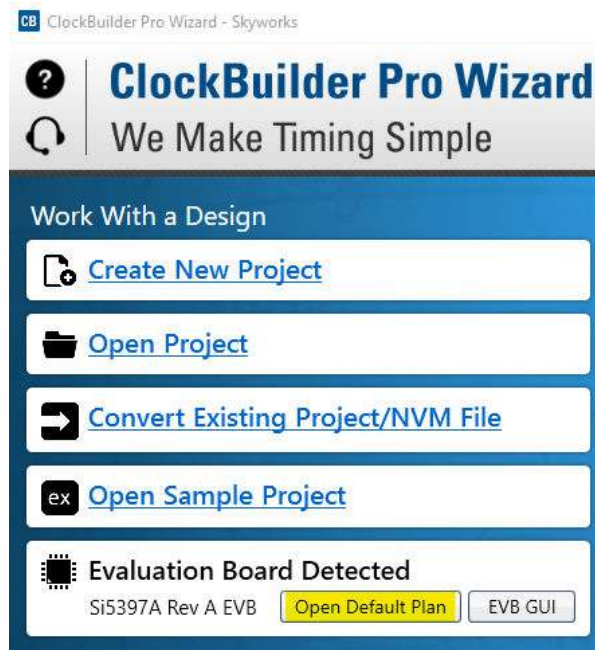 CB ClockBuilder Pro Wizard - Skyworks
? ClockBuilder Pro Wizard
We Make Timing Simple
Work With a Design
Create New Project
Open Project
Convert Existing Project/NVM File
ex Open Sample Project
Evaluation Board Detected
Si5397A Rev A EVB Open Default Plan EVB GUI